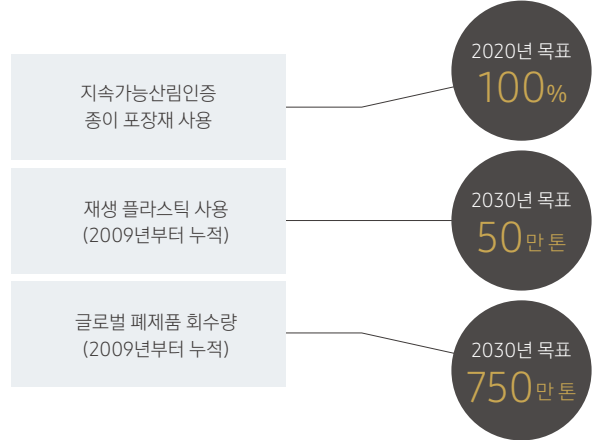 지속가능산림인증
종이 포장재 사용
2020년 목표
100%
재생 플라스틱 사용
(2009년부터 누적)
2030년 목표
50만 톤
글로벌 폐제품 회수량
(2009년부터 누적)
2030년 목표
750만 톤